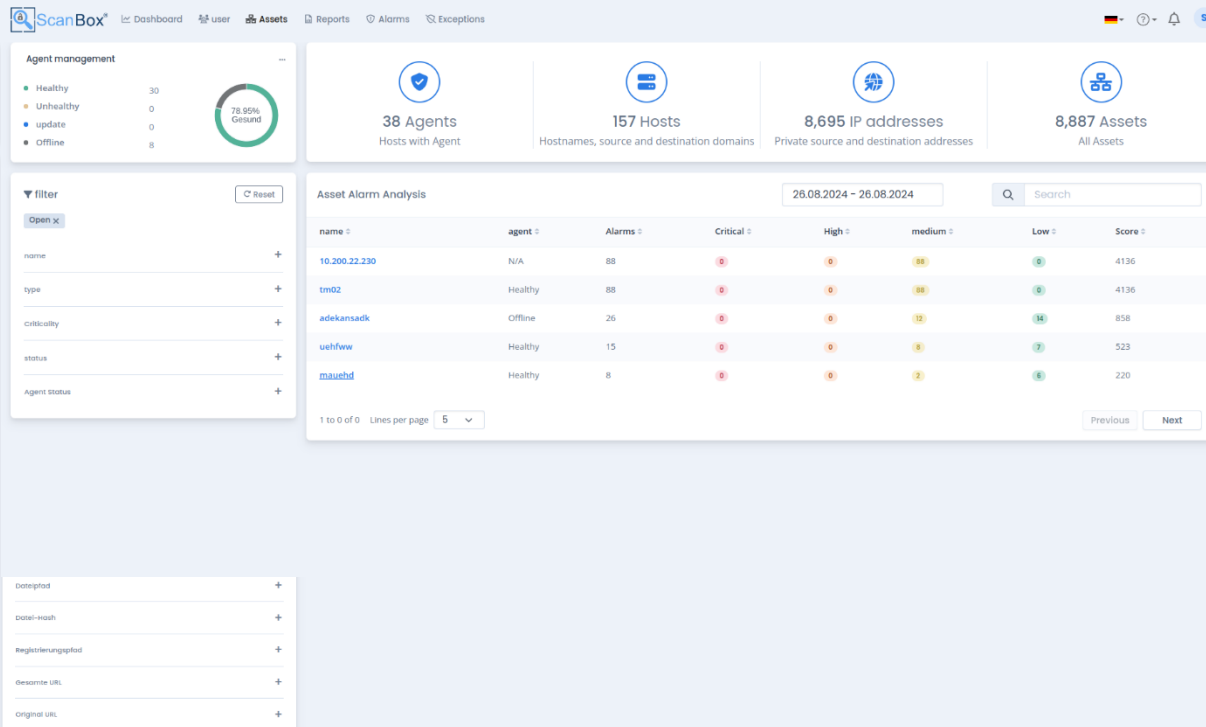 ScanBox® Dashboard user Assets Reports Alarms Exceptions
Agent management
Healthy 30
Unhealthy 0
update 0
Offline 8
78.95%
Gesund
38 Agents
Hosts with Agent
157 Hosts
Hostnames, source and destination domains
8,695 IP addresses
Private source and destination addresses
8,887 Assets
All Assets
filter Reset
Open x
name +
type +
Criticality +
status +
Agent Status +
Asset Alarm Analysis 26.08.2024 - 26.08.2024 Search
name agent Alarms Critical High medium Low Score
10.200.22.230 N/A 88 0 0 88 0 4136
tm02 Healthy 88 0 0 88 0 4136
adekansadk Offline 26 0 0 12 14 858
uehfww Healthy 15 0 0 8 7 523
mauehd Healthy 8 0 0 2 6 220
1 to 0 of 0 Lines per page 5 Previous Next
Dateipfad +
Datei-Hash +
Registrierungspfad +
Gesamte URL +
Original URL +